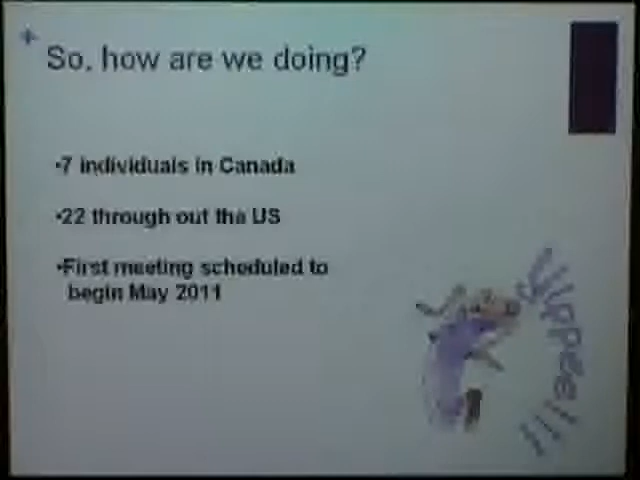 So, how are we doing?
•7 individuals in Canada
•22 through out the US
•First meeting scheduled to
begin May 2011
Yippee!!!